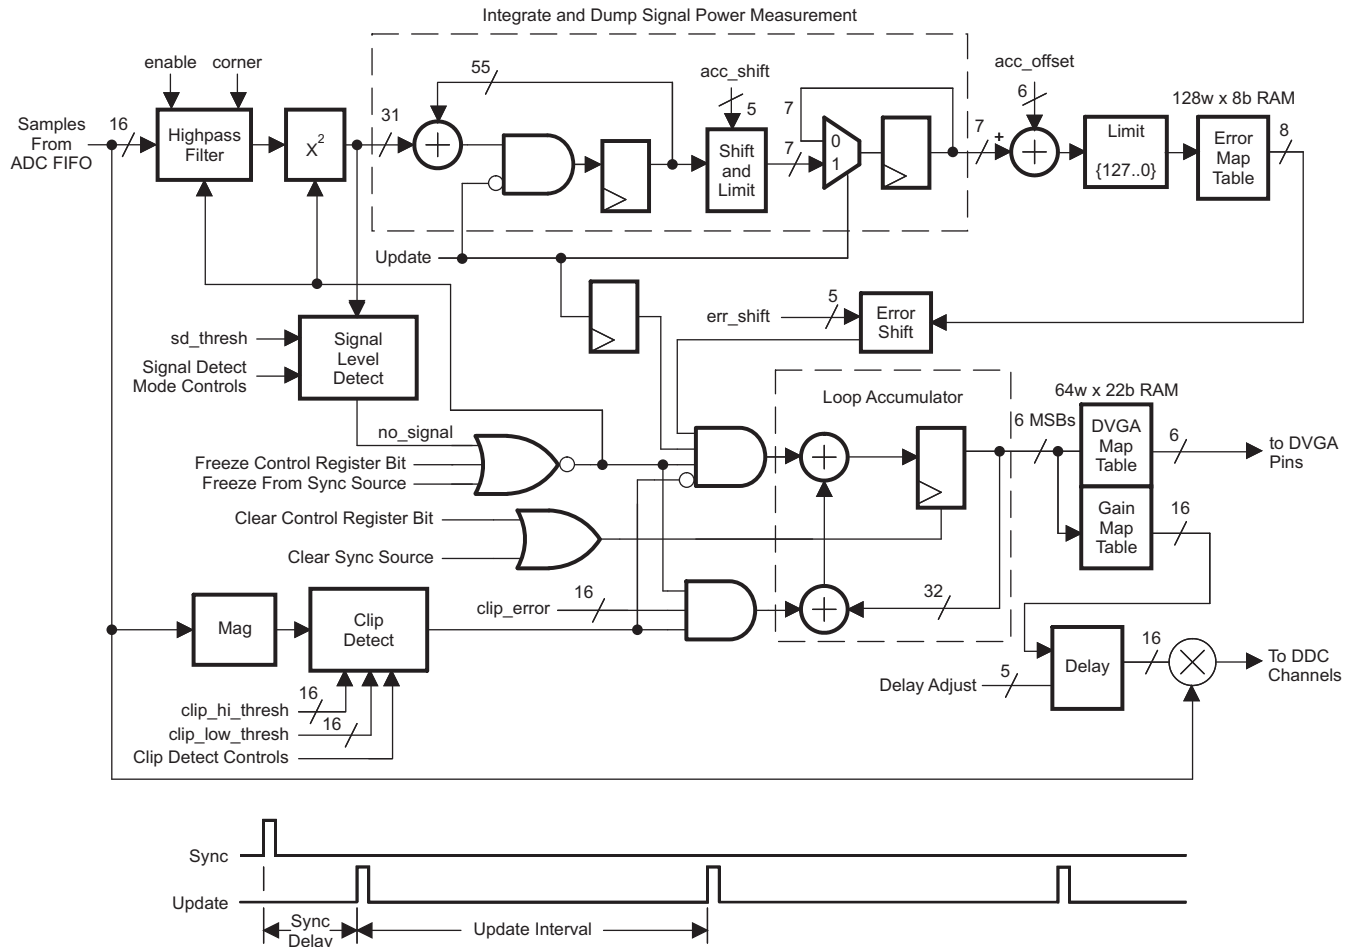 Integrate and Dump Signal Power Measurement
enable
corner
55
acc_shift
acc_offset
Samples
From
ADC FIFO
16
Highpass
Filter
X2
31
5
7
6
128w x 8b RAM
Shift
and
Limit
7
0
1
7
+
Limit
{127..0}
Error
Map
Table
8
Update
sd_thresh
Signal Detect
Mode Controls
Signal
Level
Detect
err_shift
5
Error
Shift
Loop Accumulator
64w x 22b RAM
no_signal
Freeze Control Register Bit
Freeze From Sync Source
6 MSBs
DVGA
Map
Table
6
to DVGA
Pins
Clear Control Register Bit
Clear Sync Source
Gain
Map
Table
16
clip_error
16
32
Mag
Clip
Detect
16
clip_hi_thresh
16
clip_low_thresh
Clip Detect Controls
Delay Adjust
5
Delay
16
To DDC
Channels
Sync
Update
Sync
Delay
Update Interval